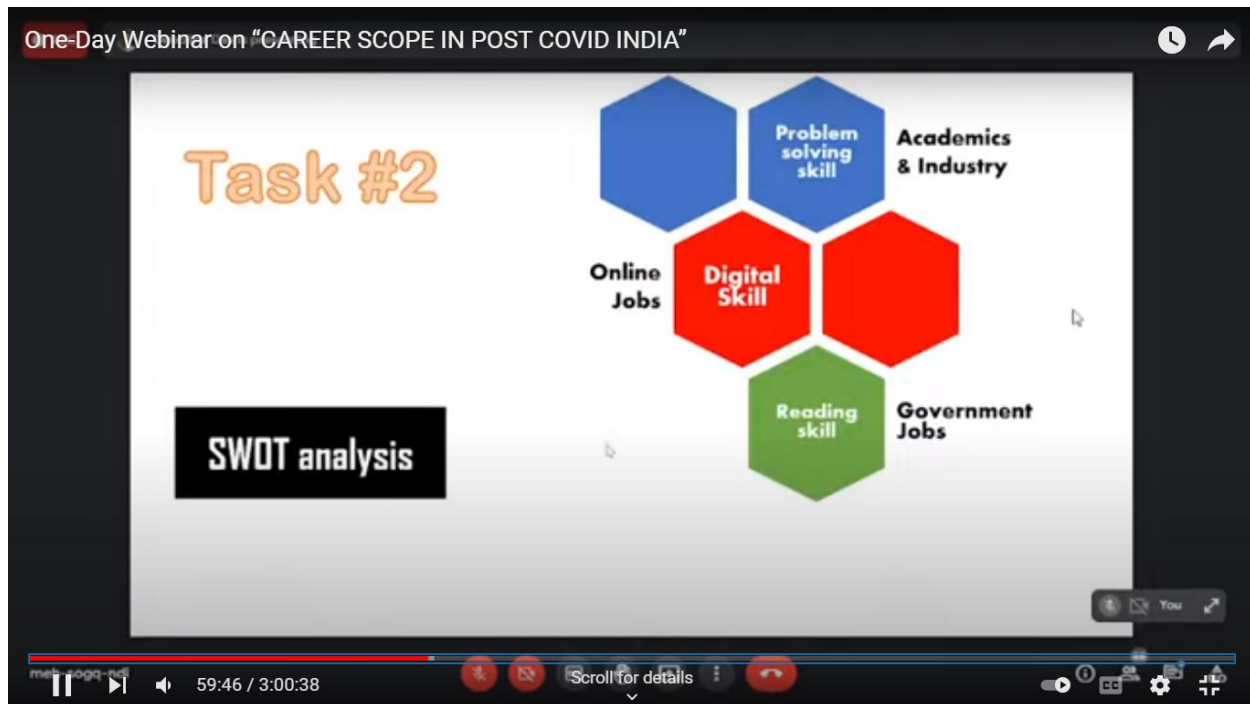 One-Day Webinar on “CAREER SCOPE IN POST COVID INDIA”
Task #2
Problem
solving
skill
Academics
& Industry
Online
Jobs
Digital
Skill
Reading
skill
Government
Jobs
SWOT analysis
You
59:46 / 3:00:38
Scroll for details
CC